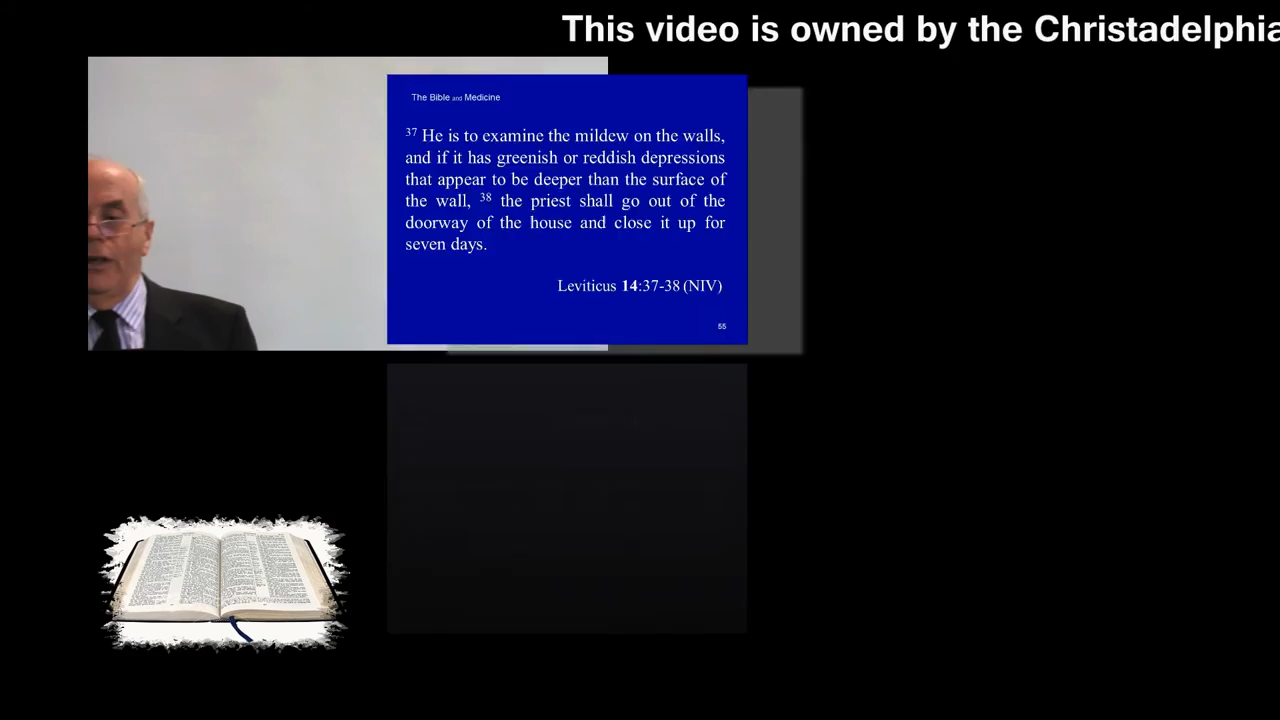 This video is owned by the Christadelphia
The Bible and Medicine
37 He is to examine the mildew on the walls,
and if it has greenish or reddish depressions
that appear to be deeper than the surface of
the wall, 38 the priest shall go out of the
doorway of the house and close it up for
seven days.
Leviticus 14:37-38 (NIV)
55